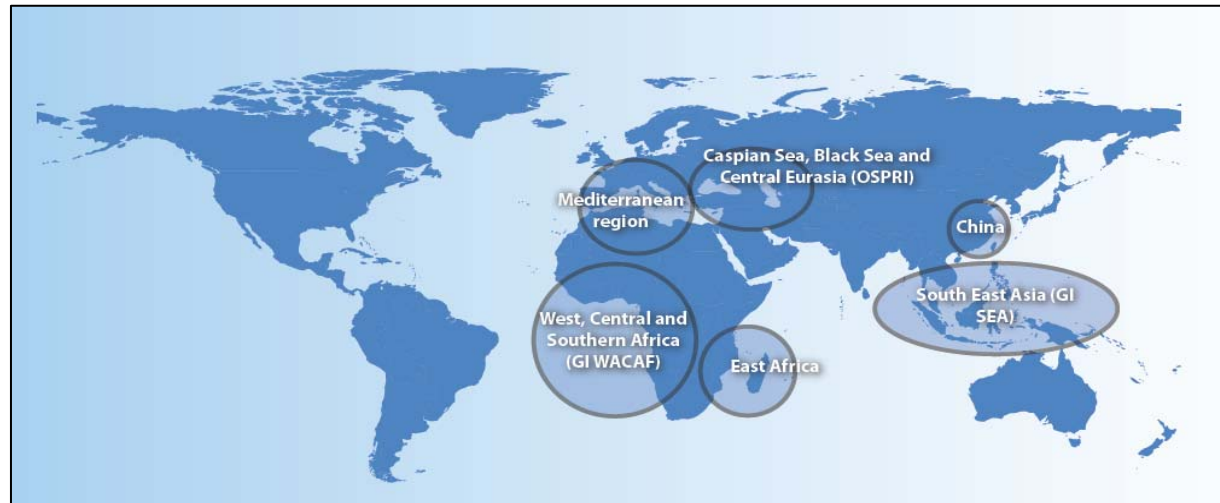 Caspian Sea, Black Sea and
Central Eurasia (OSPRI)
Mediterranean
region
China
South East Asia (GI
SEA)
West, Central and
Southern Africa
(GI WACAF)
East Africa